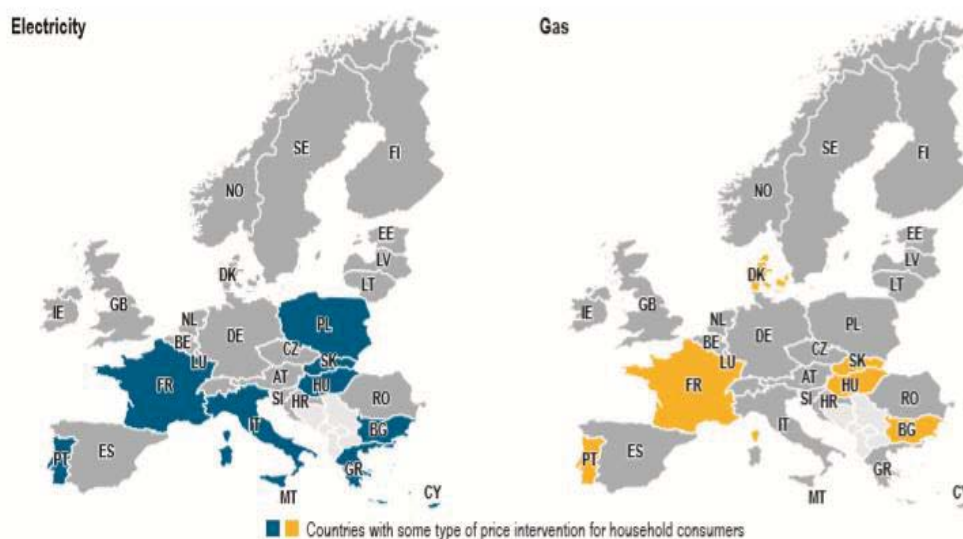 Electricity
SE
FI
NO
EE
LV
DK
LT
IE
GB
NL
PL
BE
DE
CZ
LU
SK
FR
AT
HU
SI
HR
RO
IT
BG
PT
ES
GR
MT
CY
Gas
SE
FI
NO
EE
LV
DK
LT
IE
GB
NL
PL
BE
DE
CZ
LU
SK
FR
AT
HU
SI
HR
RO
IT
BG
PT
ES
GR
MT
CY
Countries with some type of price intervention for household consumers